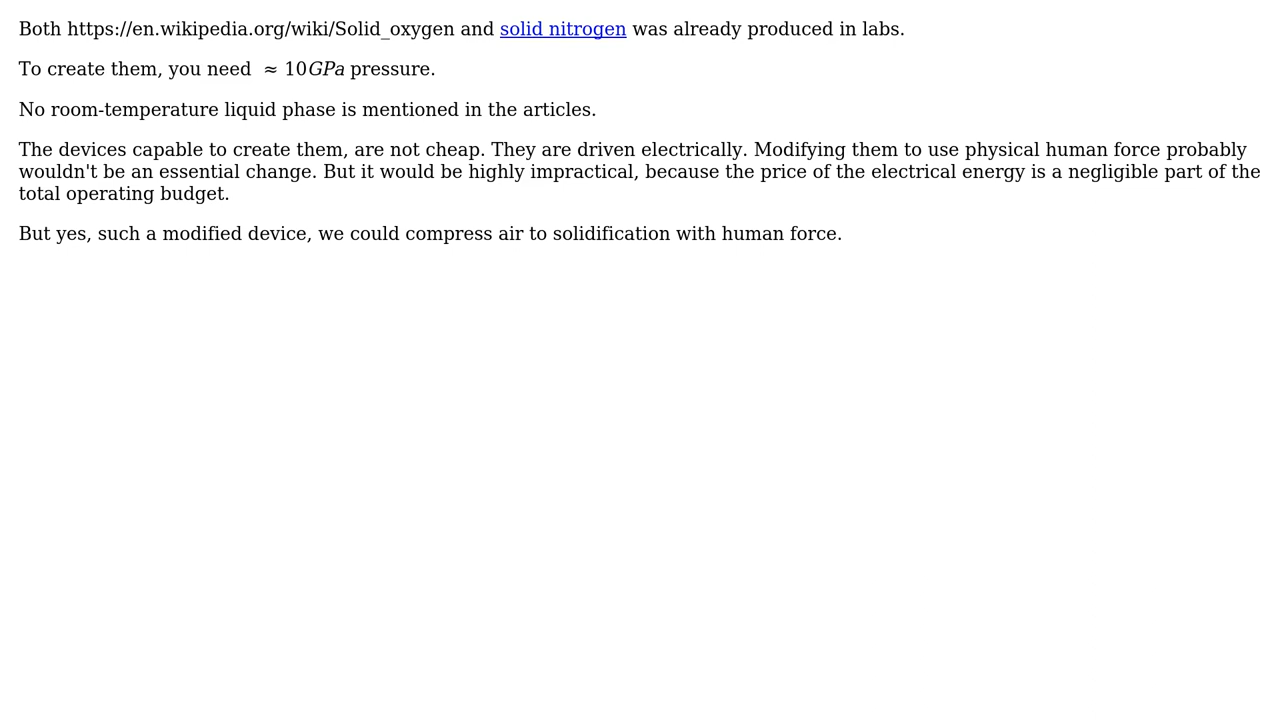 Both https://en.wikipedia.org/wiki/Solid_oxygen and solid nitrogen was already produced in labs.
To create them, you need ≈ 10GPa pressure.
No room-temperature liquid phase is mentioned in the articles.
The devices capable to create them, are not cheap. They are driven electrically. Modifying them to use physical human force probably
wouldn't be an essential change. But it would be highly impractical, because the price of the electrical energy is a negligible part of the
total operating budget.
But yes, such a modified device, we could compress air to solidification with human force.